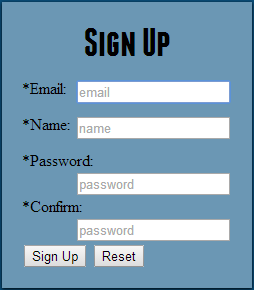 Sign Up
*Email: email
*Name: name
*Password:
password
*Confirm:
password
Sign Up Reset